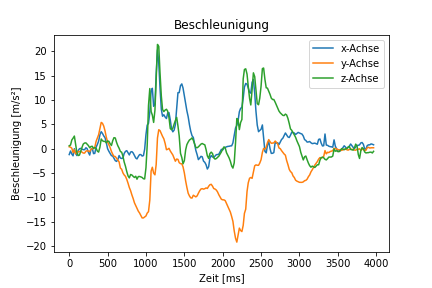 Beschleunigung
x-Achse
y-Achse
z-Achse
Beschleunigung [m/s²]
20
15
10
5
0
−5
−10
−15
−20
0 500 1000 1500 2000 2500 3000 3500 4000
Zeit [ms]